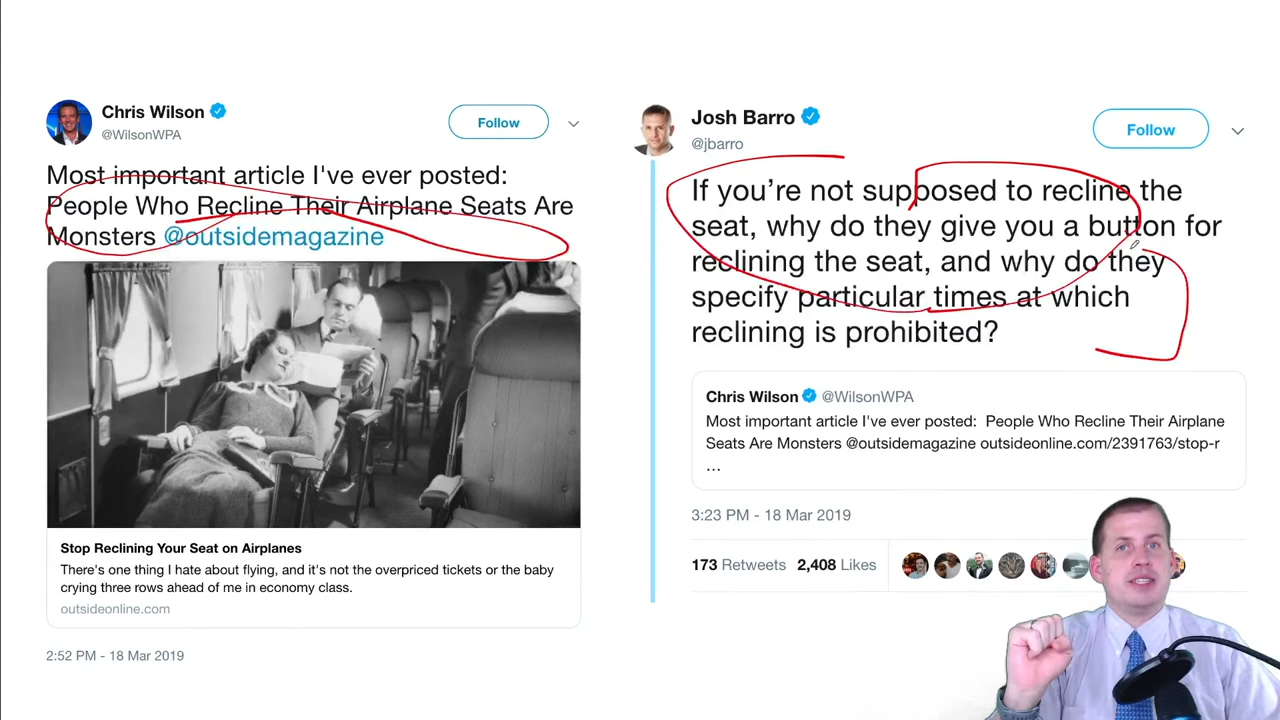 Chris Wilson
@WilsonWPA
Follow
Most important article I've ever posted:
People Who Recline Their Airplane Seats Are
Monsters @outsidemagazine
Stop Reclining Your Seat on Airplanes
There's one thing I hate about flying, and it's not the overpriced tickets or the baby
crying three rows ahead of me in economy class.
outsideonline.com
2:52 PM - 18 Mar 2019
Josh Barro
@jbarro
Follow
If you’re not supposed to recline the
seat, why do they give you a button for
reclining the seat, and why do they
specify particular times at which
reclining is prohibited?
Chris Wilson @WilsonWPA
Most important article I've ever posted: People Who Recline Their Airplane
Seats Are Monsters @outsidemagazine outsideonline.com/2391763/stop-r
...
3:23 PM - 18 Mar 2019
173 Retweets 2,408 Likes